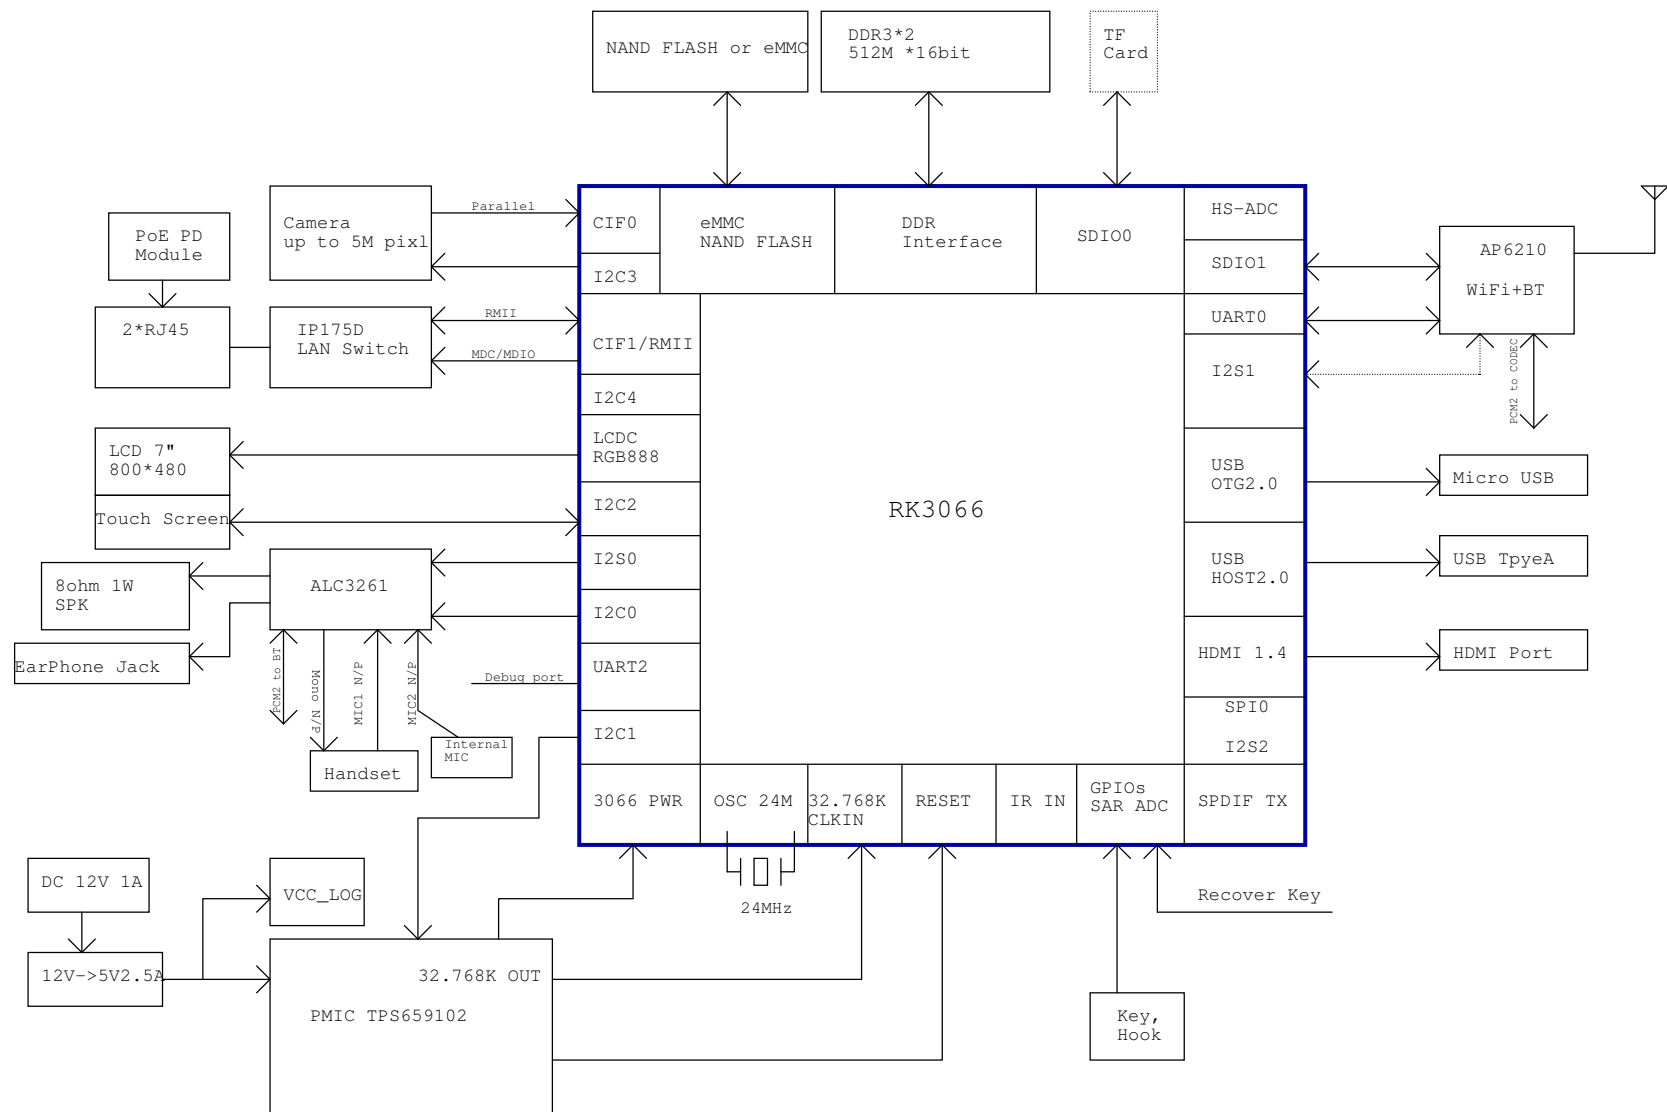 NAND FLASH or eMMC
DDR3*2
512M *16bit
TF
Card
Camera
up to 5M pixl
Parallel
PoE PD
Module
2*RJ45
IP175D
LAN Switch
RMII
MDC/MDIO
LCD 7"
800*480
Touch Screen
8ohm 1W
SPK
ALC3261
EarPhone Jack
PCM2 to BT
Mono N/P
MIC1 N/P
MIC2 N/P
Handset
Internal
MIC
Debug port
CIF0
I2C3
eMMC
NAND FLASH
DDR
Interface
SDIO0
HS-ADC
SDIO1
CIF1/RMII
I2C4
LCDC
RGB888
I2C2
I2S0
I2C0
UART2
I2C1
RK3066
UART0
I2S1
USB
OTG2.0
USB
HOST2.0
HDMI 1.4
SPI0
I2S2
3066 PWR
OSC 24M
32.768K
CLKIN
RESET
IR IN
GPIOs
SAR ADC
SPDIF TX
AP6210
WiFi+BT
PCM2 to CODEC
Micro USB
USB TpyeA
HDMI Port
DC 12V 1A
VCC_LOG
12V->5V2.5A
24MHz
32.768K OUT
PMIC TPS659102
Recover Key
Key,
Hook